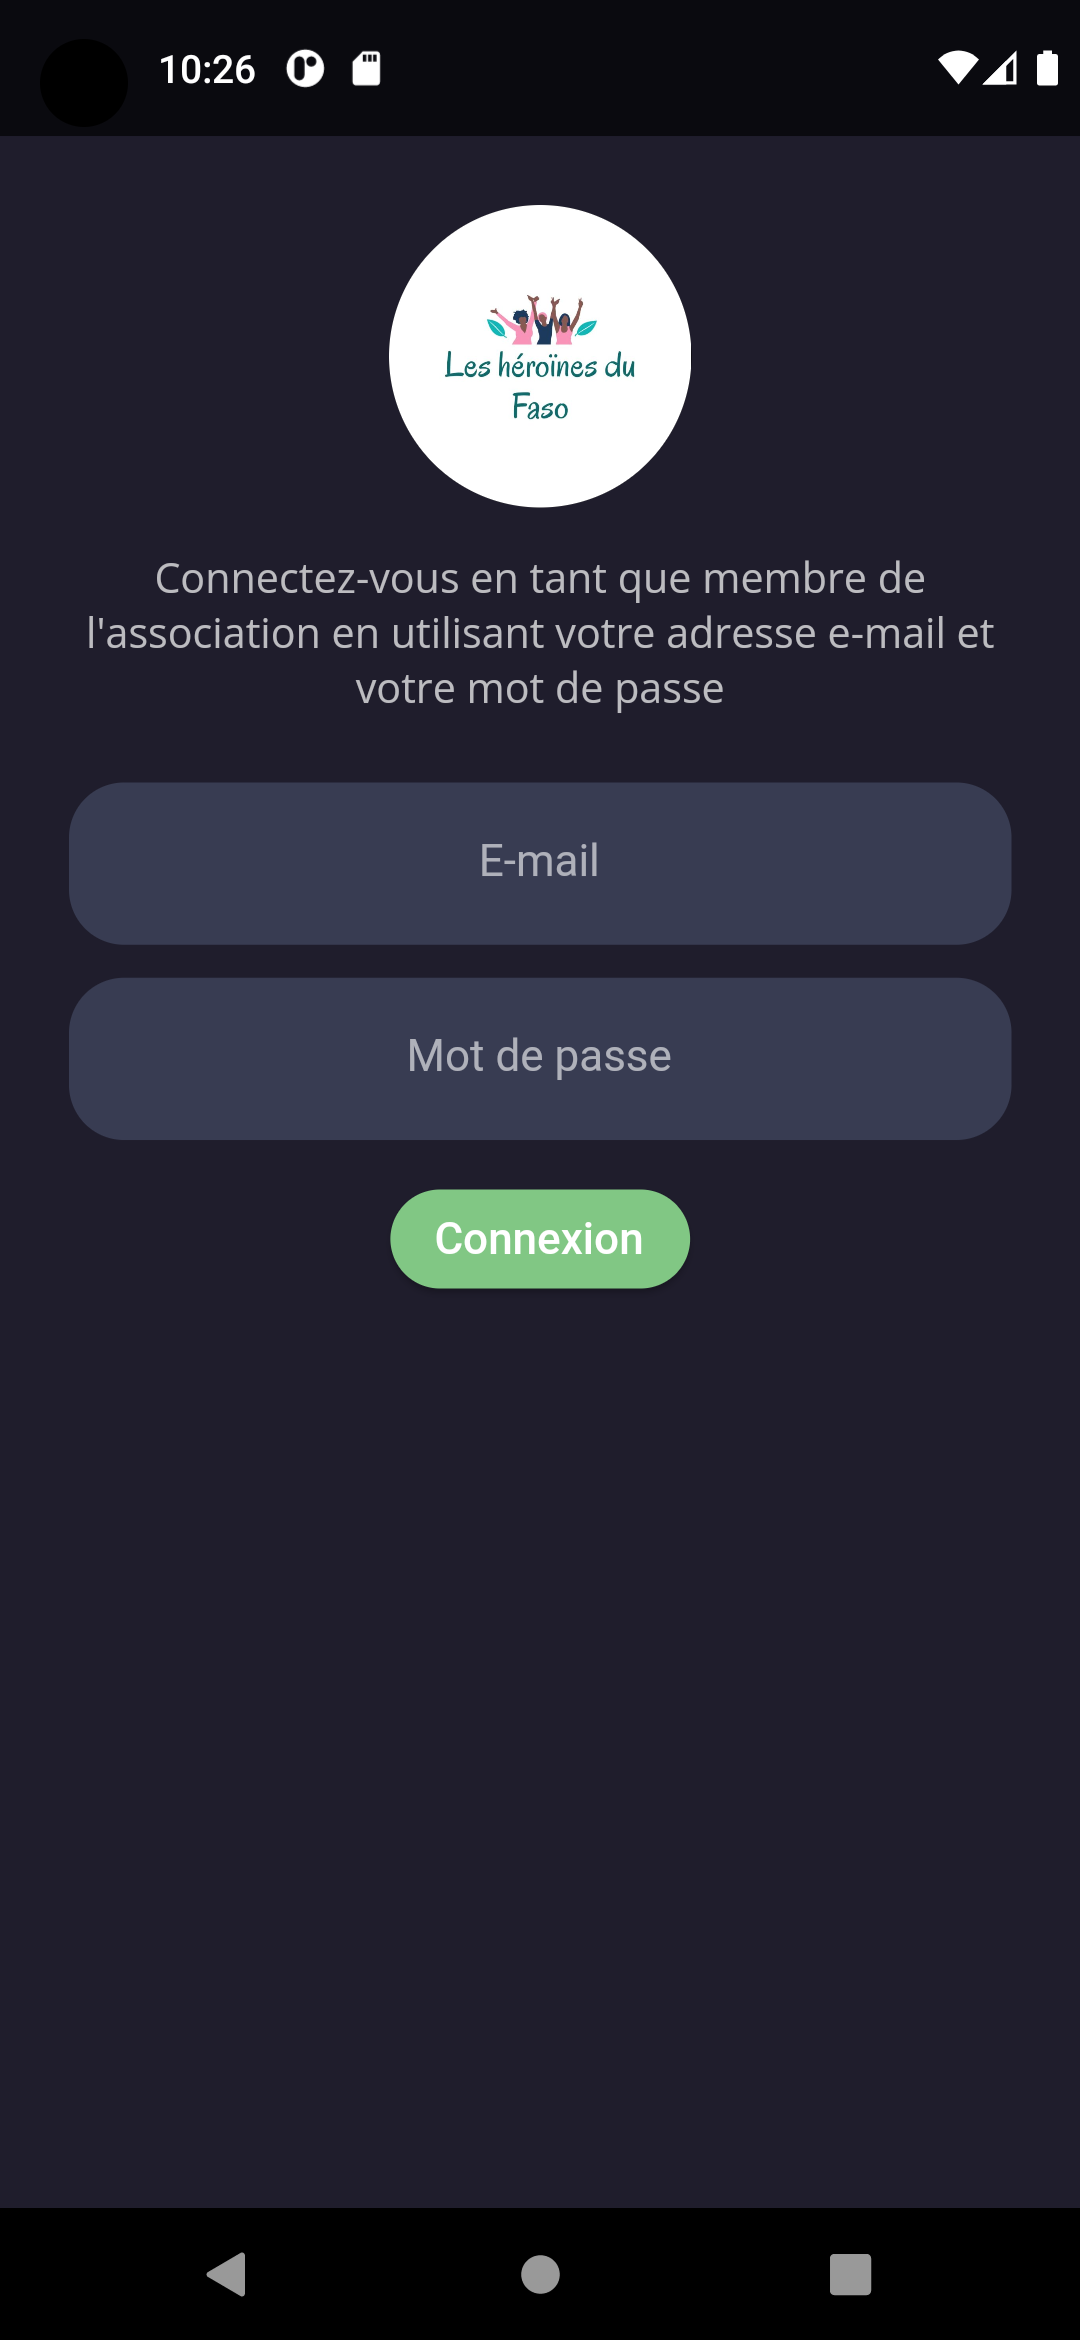 10:26
Les héroïnes du
Faso
Connectez-vous en tant que membre de
l'association en utilisant votre adresse e-mail et
votre mot de passe
E-mail
Mot de passe
Connexion